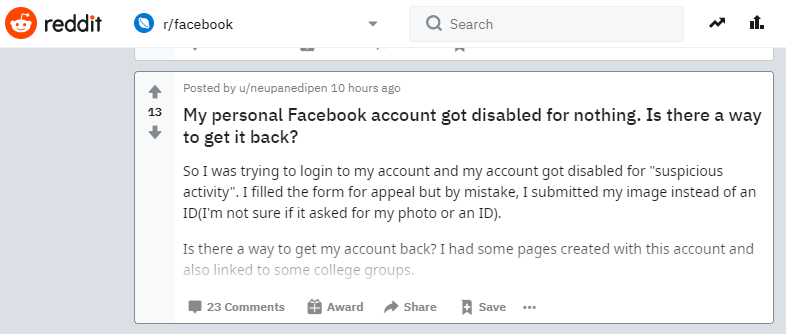 reddit
r/facebook
Search
Posted by u/neupanedipen 10 hours ago
13
My personal Facebook account got disabled for nothing. Is there a way
to get it back?
So I was trying to login to my account and my account got disabled for "suspicious
activity". I filled the form for appeal but by mistake, I submitted my image instead of an
ID(I'm not sure if it asked for my photo or an ID).
Is there a way to get my account back? I had some pages created with this account and
also linked to some college groups.
23 Comments Award Share Save